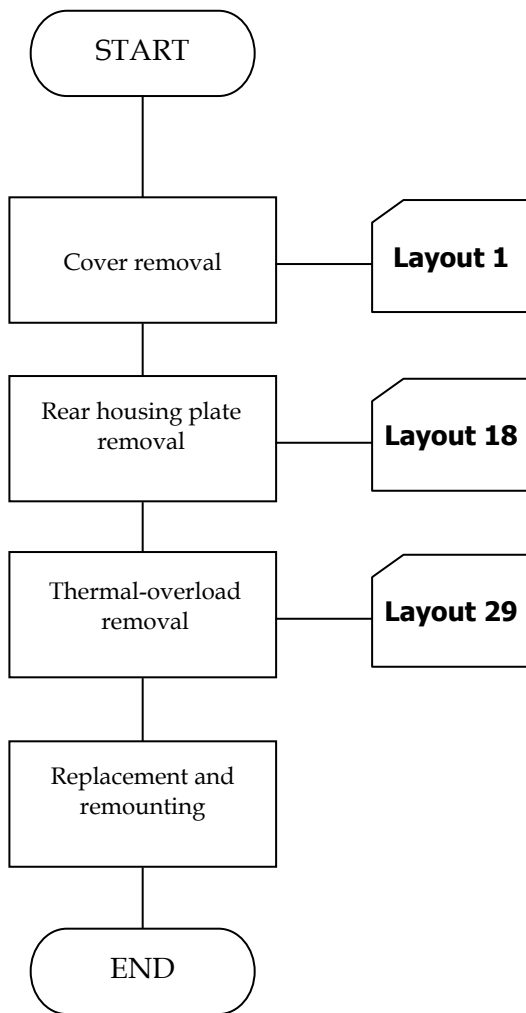 START
Cover removal
Layout 1
Rear housing plate
removal
Layout 18
Thermal-overload
removal
Layout 29
Replacement and
remounting
END